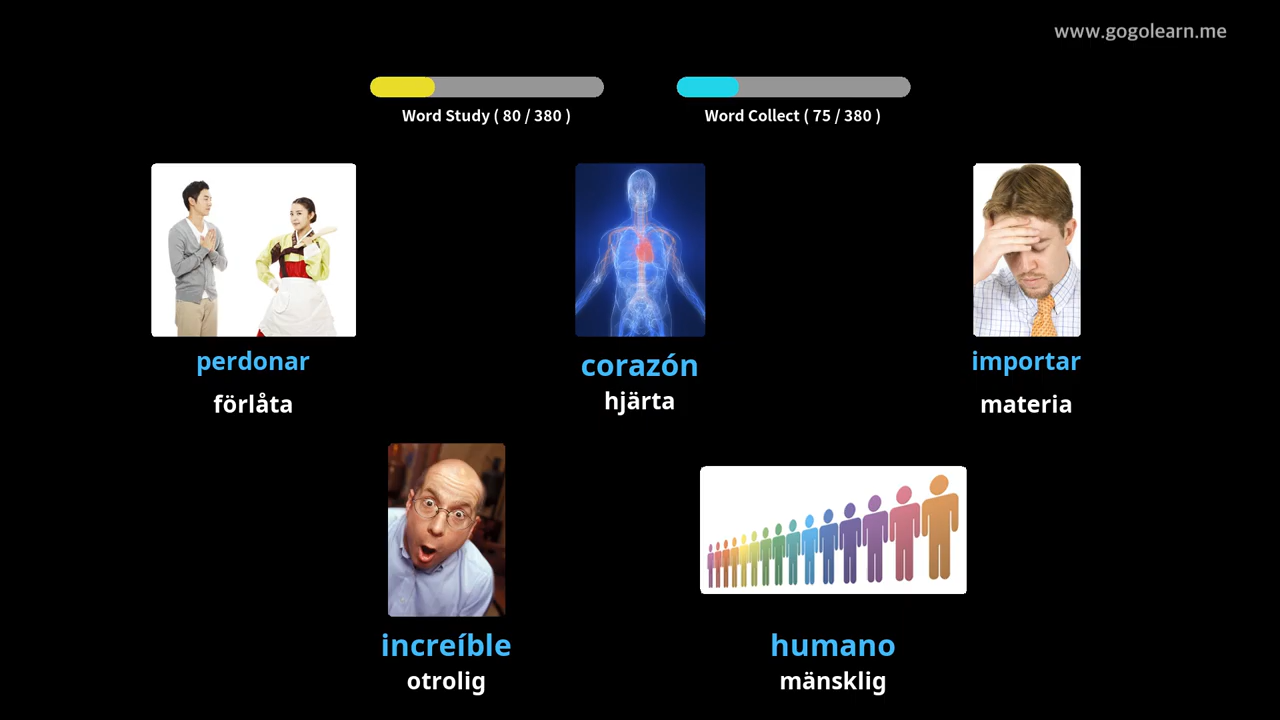 www.gogolearn.me
Word Study ( 80 / 380 )
Word Collect ( 75 / 380 )
perdonar
förlåta
corazón
hjärta
importar
materia
increíble
otrolig
humano
mänsklig